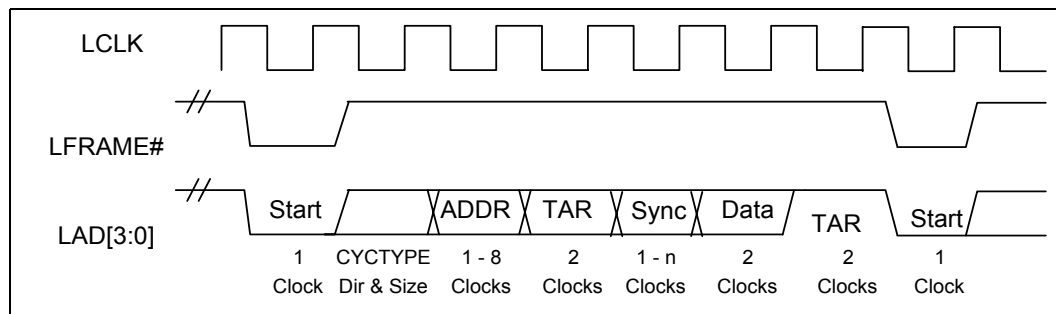 LCLK
LFRAME#
LAD[3:0]
Start ADDR TAR Sync Data TAR Start
1 CYCTYPE 1 - 8 2 1 - n 2 2 1
Clock Dir & Size Clocks Clocks Clocks Clocks Clocks Clock